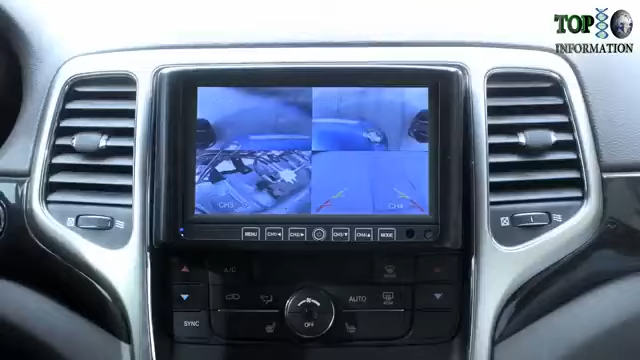 TOP
INFORMATION
CH3
CH4
MENU CH1/◄ CH2/► CH3/▼ CH4/▲ MODE
A/C
AUTO
SYNC
OFF